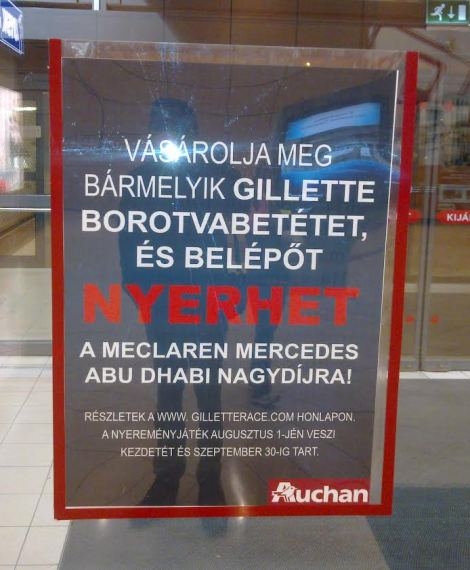 VÁSÁROLJA MEG
BÁRMELYIK GILLETTE
BOROTVABETÉTET,
ÉS BELÉPŐT
NYERHET
A MECLAREN MERCEDES
ABU DHABI NAGYDÍJRA!
RÉSZLETEK A WWW. GILLETTERACE.COM HONLAPON.
A NYEREMÉNYJÁTÉK AUGUSZTUS 1-JÉN VESZI
KEZDETÉT ÉS SZEPTEMBER 30-IG TART.
Auchan
KIJÁ